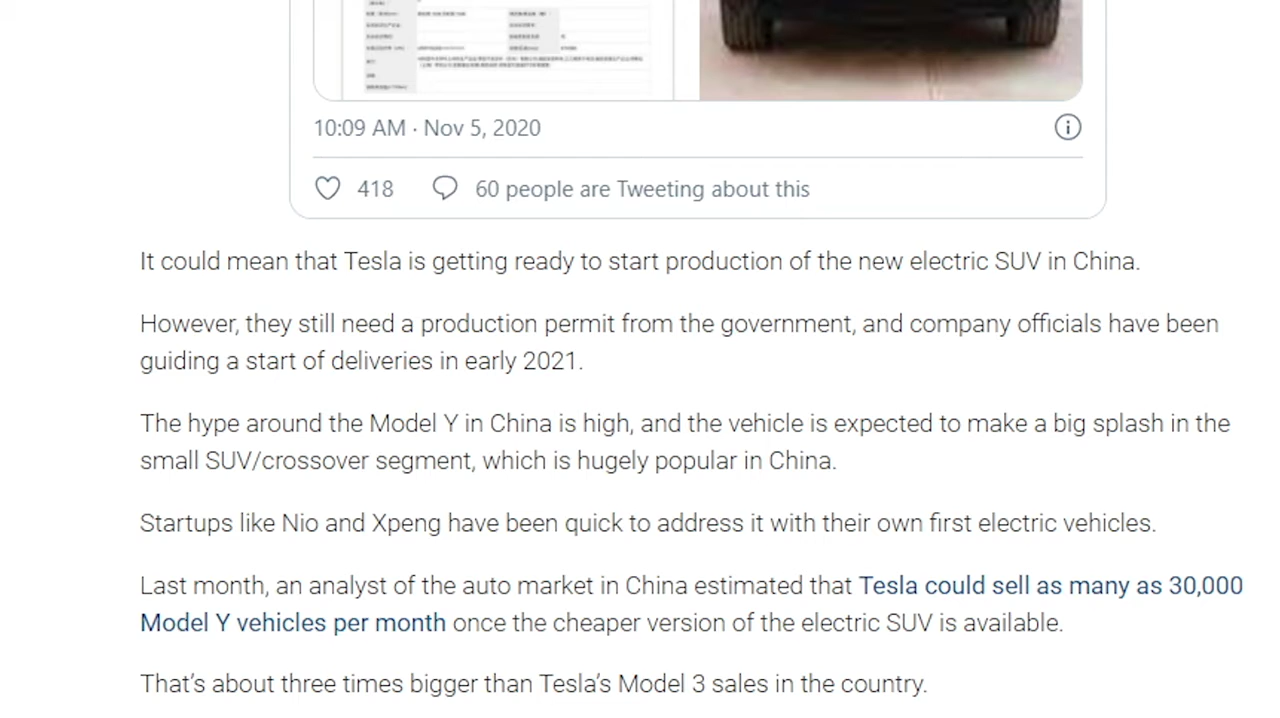 10:09 AM · Nov 5, 2020
418 60 people are Tweeting about this
It could mean that Tesla is getting ready to start production of the new electric SUV in China.
However, they still need a production permit from the government, and company officials have been
guiding a start of deliveries in early 2021.
The hype around the Model Y in China is high, and the vehicle is expected to make a big splash in the
small SUV/crossover segment, which is hugely popular in China.
Startups like Nio and Xpeng have been quick to address it with their own first electric vehicles.
Last month, an analyst of the auto market in China estimated that Tesla could sell as many as 30,000
Model Y vehicles per month once the cheaper version of the electric SUV is available.
That's about three times bigger than Tesla's Model 3 sales in the country.